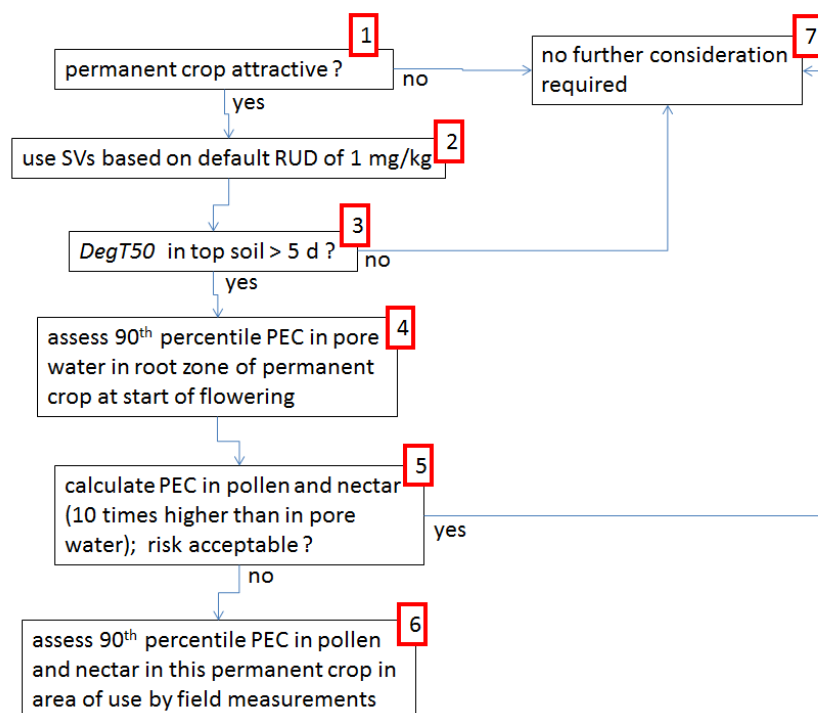 1
permanent crop attractive ?
no
yes
7
no further consideration
required
2
use SVs based on default RUD of 1 mg/kg
3
DegT50 in top soil > 5 d ?
no
yes
4
assess 90th percentile PEC in pore
water in root zone of permanent
crop at start of flowering
5
calculate PEC in pollen and nectar
(10 times higher than in pore
water); risk acceptable ?
yes
no
6
assess 90th percentile PEC in pollen
and nectar in this permanent crop in
area of use by field measurements